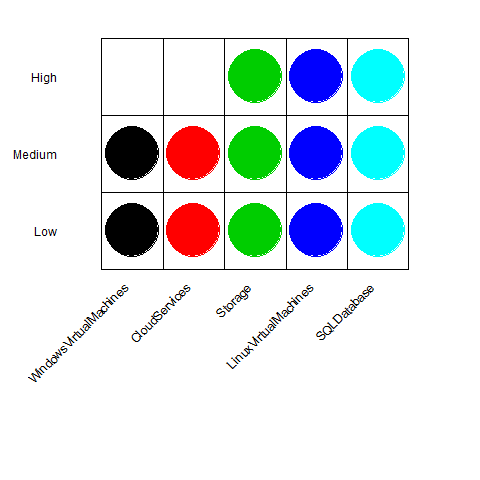 High
Medium
Low
WindowsVirtualMachines
CloudServices
Storage
LinuxVirtualMachines
SQLDatabase